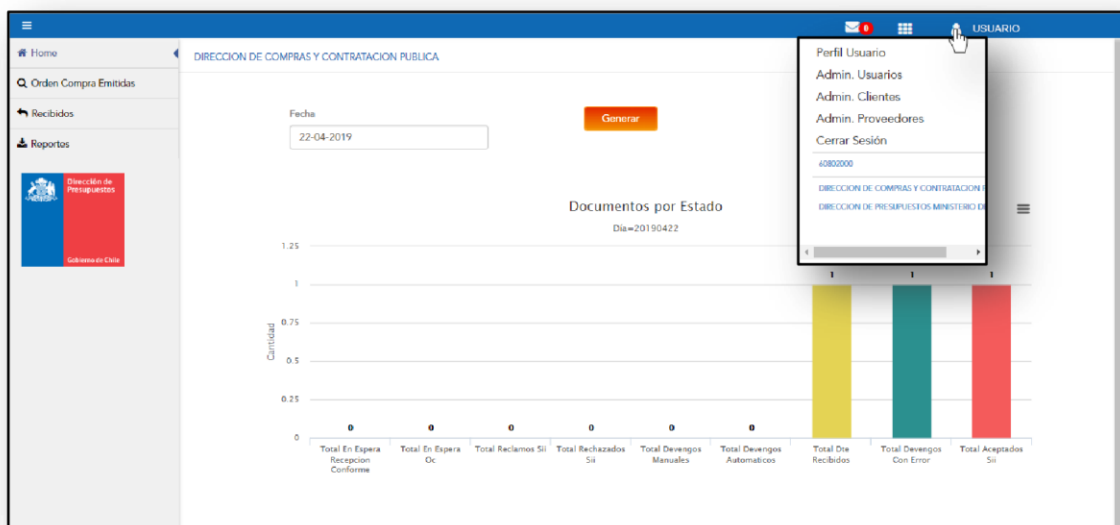 0
USUARIO
Home
Orden Compra Emitidas
Recibidos
Reportes
Dirección de
Presupuestos
Gobierno de Chile
DIRECCION DE COMPRAS Y CONTRATACION PUBLICA
Fecha
22-04-2019
Generar
Perfil Usuario
Admin. Usuarios
Admin. Clientes
Admin. Proveedores
Cerrar Sesión
60802000
DIRECCION DE COMPRAS Y CONTRATACION
DIRECCION DE PRESUPUESTOS MINISTERIO
Documentos por Estado
Dia=20190422
Cantidad
1.25
1
0.75
0.5
0.25
0
0 0 0 0 0 0 1 1 1
Total En Espera Recepcion Conforme
Total En Espera Oc
Total Reclamos Sii
Total Rechazados Sii
Total Devengos Manuales
Total Devengos Automaticos
Total Dte Recibidos
Total Devengos Con Error
Total Aceptados Sii